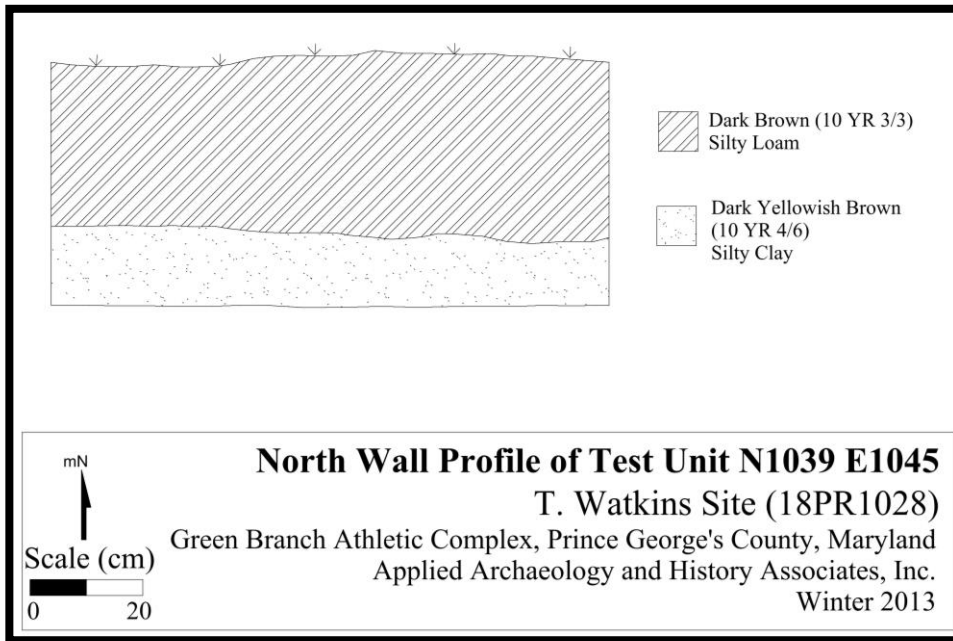 Dark Brown (10 YR 3/3)
Silty Loam
Dark Yellowish Brown
(10 YR 4/6)
Silty Clay
mN
Scale (cm)
0 20
North Wall Profile of Test Unit N1039 E1045
T. Watkins Site (18PR1028)
Green Branch Athletic Complex, Prince George's County, Maryland
Applied Archaeology and History Associates, Inc.
Winter 2013